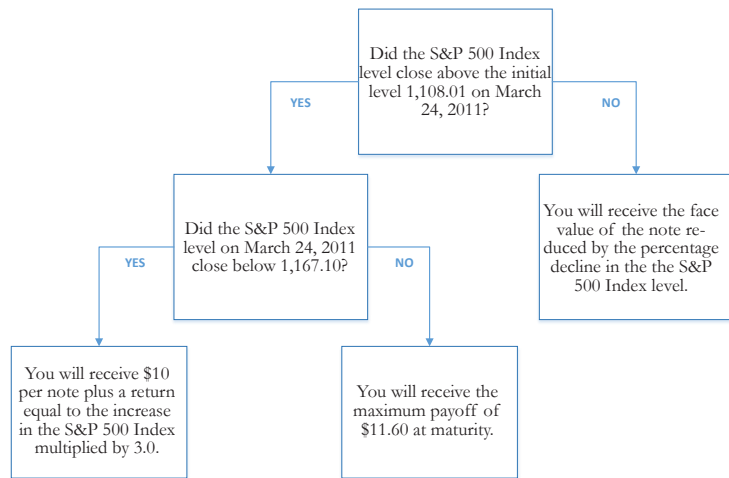 Did the S&P 500 Index
level close above the initial
level 1,108.01 on March
24, 2011?
YES
NO
Did the S&P 500 Index
level on March 24, 2011
close below 1,167.10?
You will receive the face
value of the note re-
duced by the percentage
decline in the the S&P
500 Index level.
YES
NO
You will receive $10
per note plus a return
equal to the increase
in the S&P 500 Index
multiplied by 3.0.
You will receive the
maximum payoff of
$11.60 at maturity.